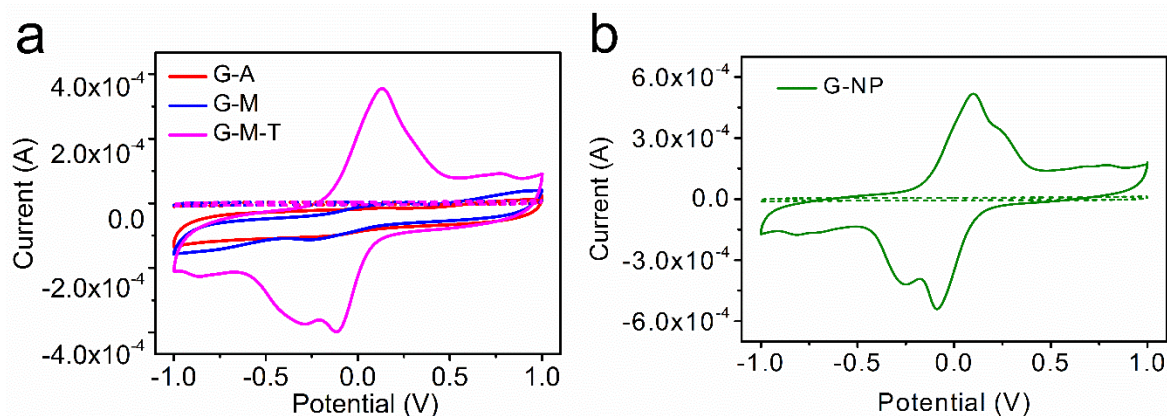 a
4.0x10⁻⁴
2.0x10⁻⁴
0.0
-2.0x10⁻⁴
-4.0x10⁻⁴
Current (A)
G-A
G-M
G-M-T
-1.0 -0.5 0.0 0.5 1.0
Potential (V)
b
6.0x10⁻⁴
3.0x10⁻⁴
0.0
-3.0x10⁻⁴
-6.0x10⁻⁴
Current (A)
G-NP
-1.0 -0.5 0.0 0.5 1.0
Potential (V)